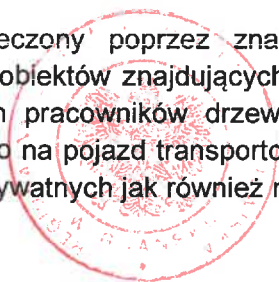 eczony poprzez zna
obiektów znajdujących
pracowników drzew
o na pojazd transporto
ywatnych jak również